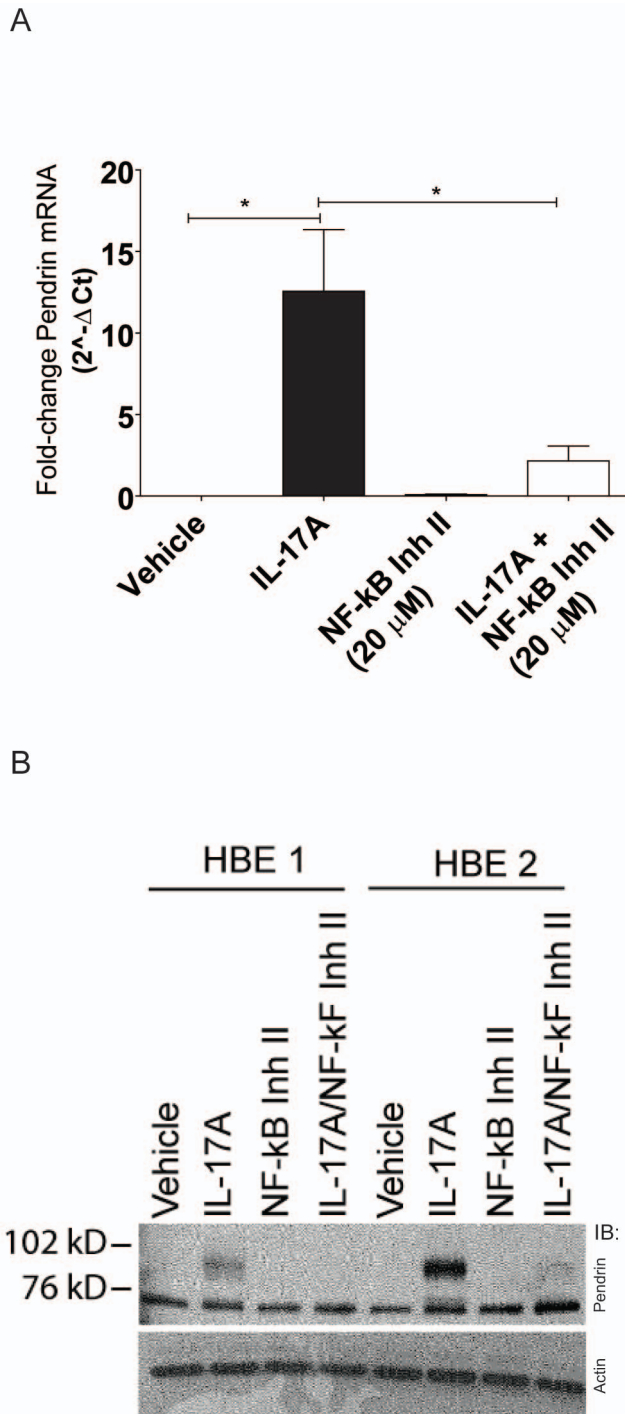 A
Fold-change Pendrin mRNA
(2^-Δ Ct)
20
15
10
5
0
*
*
Vehicle
IL-17A
NF-kB Inh II
(20 μM)
IL-17A +
NF-kB Inh II
(20 μM)
B
HBE 1
HBE 2
Vehicle
IL-17A
NF-kB Inh II
IL-17A/NF-kF Inh II
Vehicle
IL-17A
NF-kB Inh II
IL-17A/NF-kF Inh II
102 kD
76 kD
IB:
Pendrin
Actin